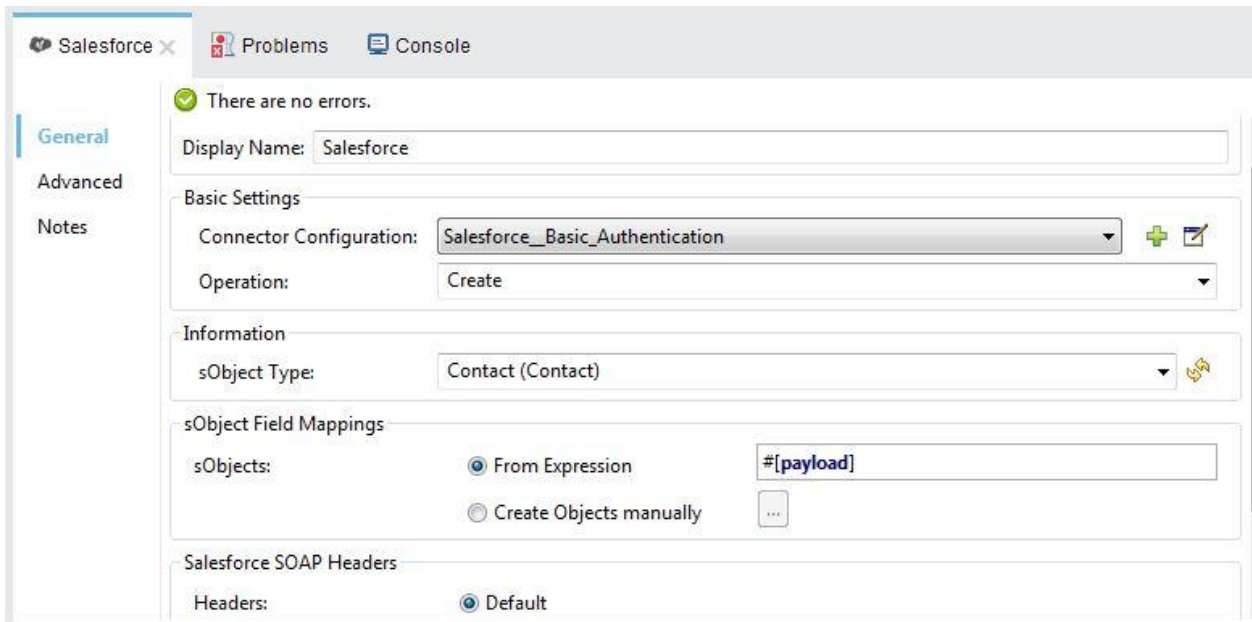 Salesforce Problems Console
There are no errors.
General
Display Name: Salesforce
Advanced
Basic Settings
Notes
Connector Configuration: Salesforce__Basic_Authentication
Operation: Create
Information
sObject Type: Contact (Contact)
sObject Field Mappings
sObjects: From Expression #[payload]
Create Objects manually ...
Salesforce SOAP Headers
Headers: Default